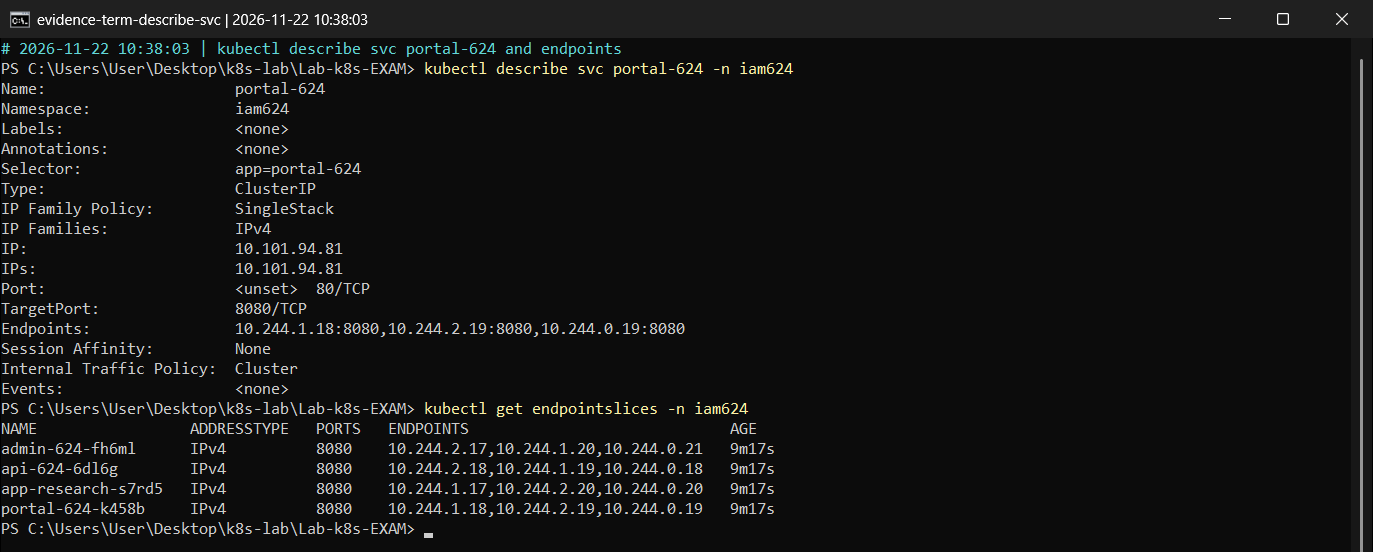 evidence-term-describe-svc | 2026-11-22 10:38:03
# 2026-11-22 10:38:03 | kubectl describe svc portal-624 and endpoints
PS C:\Users\User\Desktop\k8s-lab\Lab-k8s-EXAM> kubectl describe svc portal-624 -n iam624
Name: portal-624
Namespace: iam624
Labels: <none>
Annotations: <none>
Selector: app=portal-624
Type: ClusterIP
IP Family Policy: SingleStack
IP Families: IPv4
IP: 10.101.94.81
IPs: 10.101.94.81
Port: <unset> 80/TCP
TargetPort: 8080/TCP
Endpoints: 10.244.1.18:8080,10.244.2.19:8080,10.244.0.19:8080
Session Affinity: None
Internal Traffic Policy: Cluster
Events: <none>
PS C:\Users\User\Desktop\k8s-lab\Lab-k8s-EXAM> kubectl get endpointslices -n iam624
NAME ADDRESSTYPE PORTS ENDPOINTS AGE
admin-624-fh6ml IPv4 8080 10.244.2.17,10.244.1.20,10.244.0.21 9m17s
api-624-6dl6g IPv4 8080 10.244.2.18,10.244.1.19,10.244.0.18 9m17s
app-research-s7rd5 IPv4 8080 10.244.1.17,10.244.2.20,10.244.0.20 9m17s
portal-624-k458b IPv4 8080 10.244.1.18,10.244.2.19,10.244.0.19 9m17s
PS C:\Users\User\Desktop\k8s-lab\Lab-k8s-EXAM>